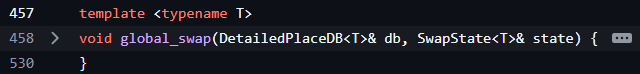 457 template <typename T>
458 void global_swap(DetailedPlaceDB<T>& db, SwapState<T>& state) {
530 }